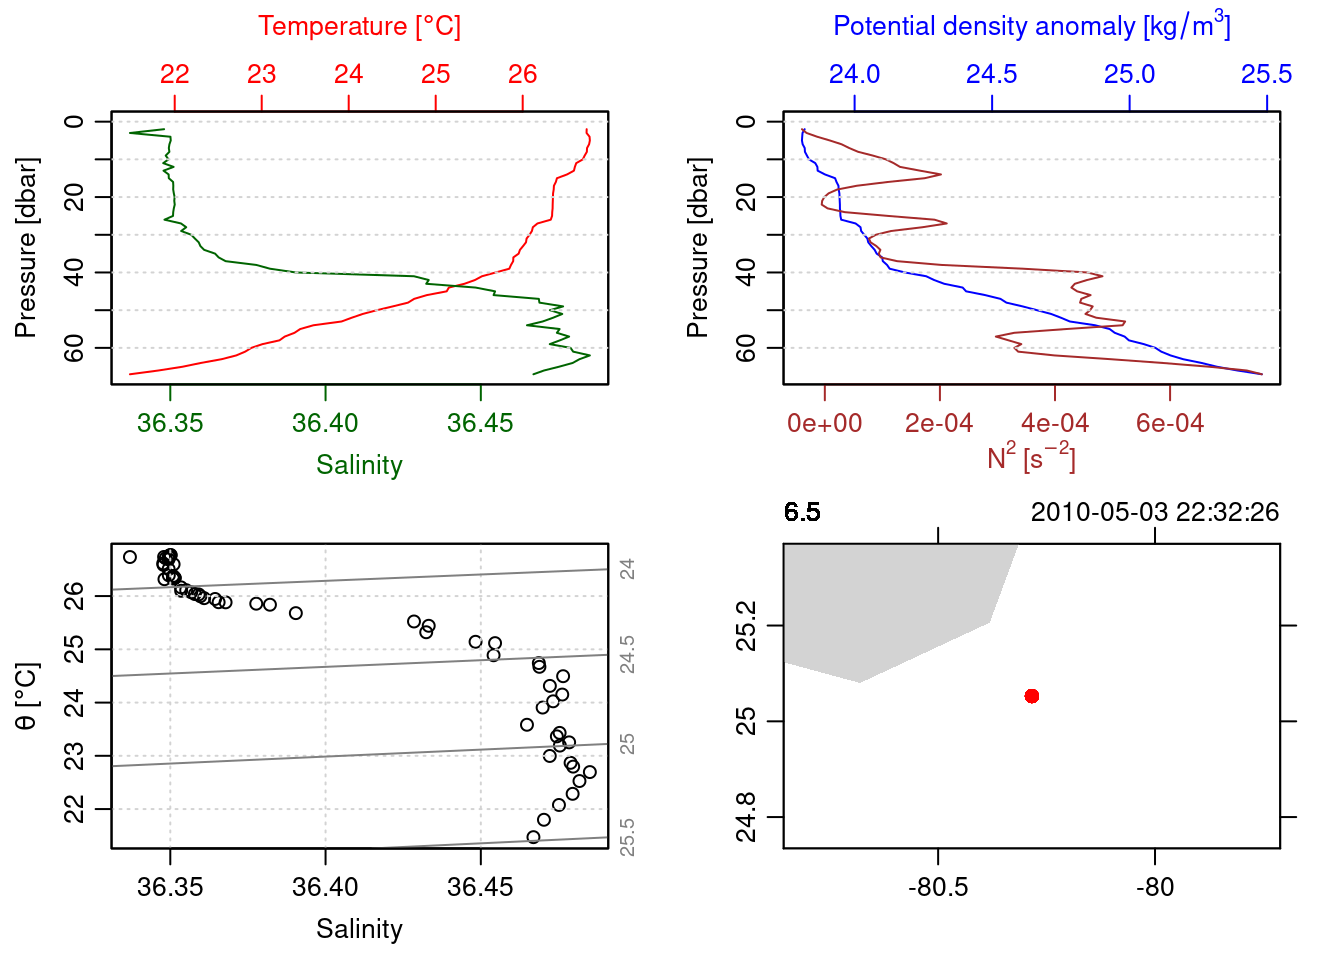 Temperature [°C]
22 23 24 25 26
Pressure [dbar]
0 20 40 60
36.35 36.40 36.45
Salinity
Potential density anomaly [kg/m³]
24.0 24.5 25.0 25.5
Pressure [dbar]
0 20 40 60
0e+00 2e-04 4e-04 6e-04
N² [s⁻²]
θ [°C]
26 25 24 23 22
24
24.5
25
25.5
36.35 36.40 36.45
Salinity
6.5 2010-05-03 22:32:26
25.2
25
24.8
-80.5 -80